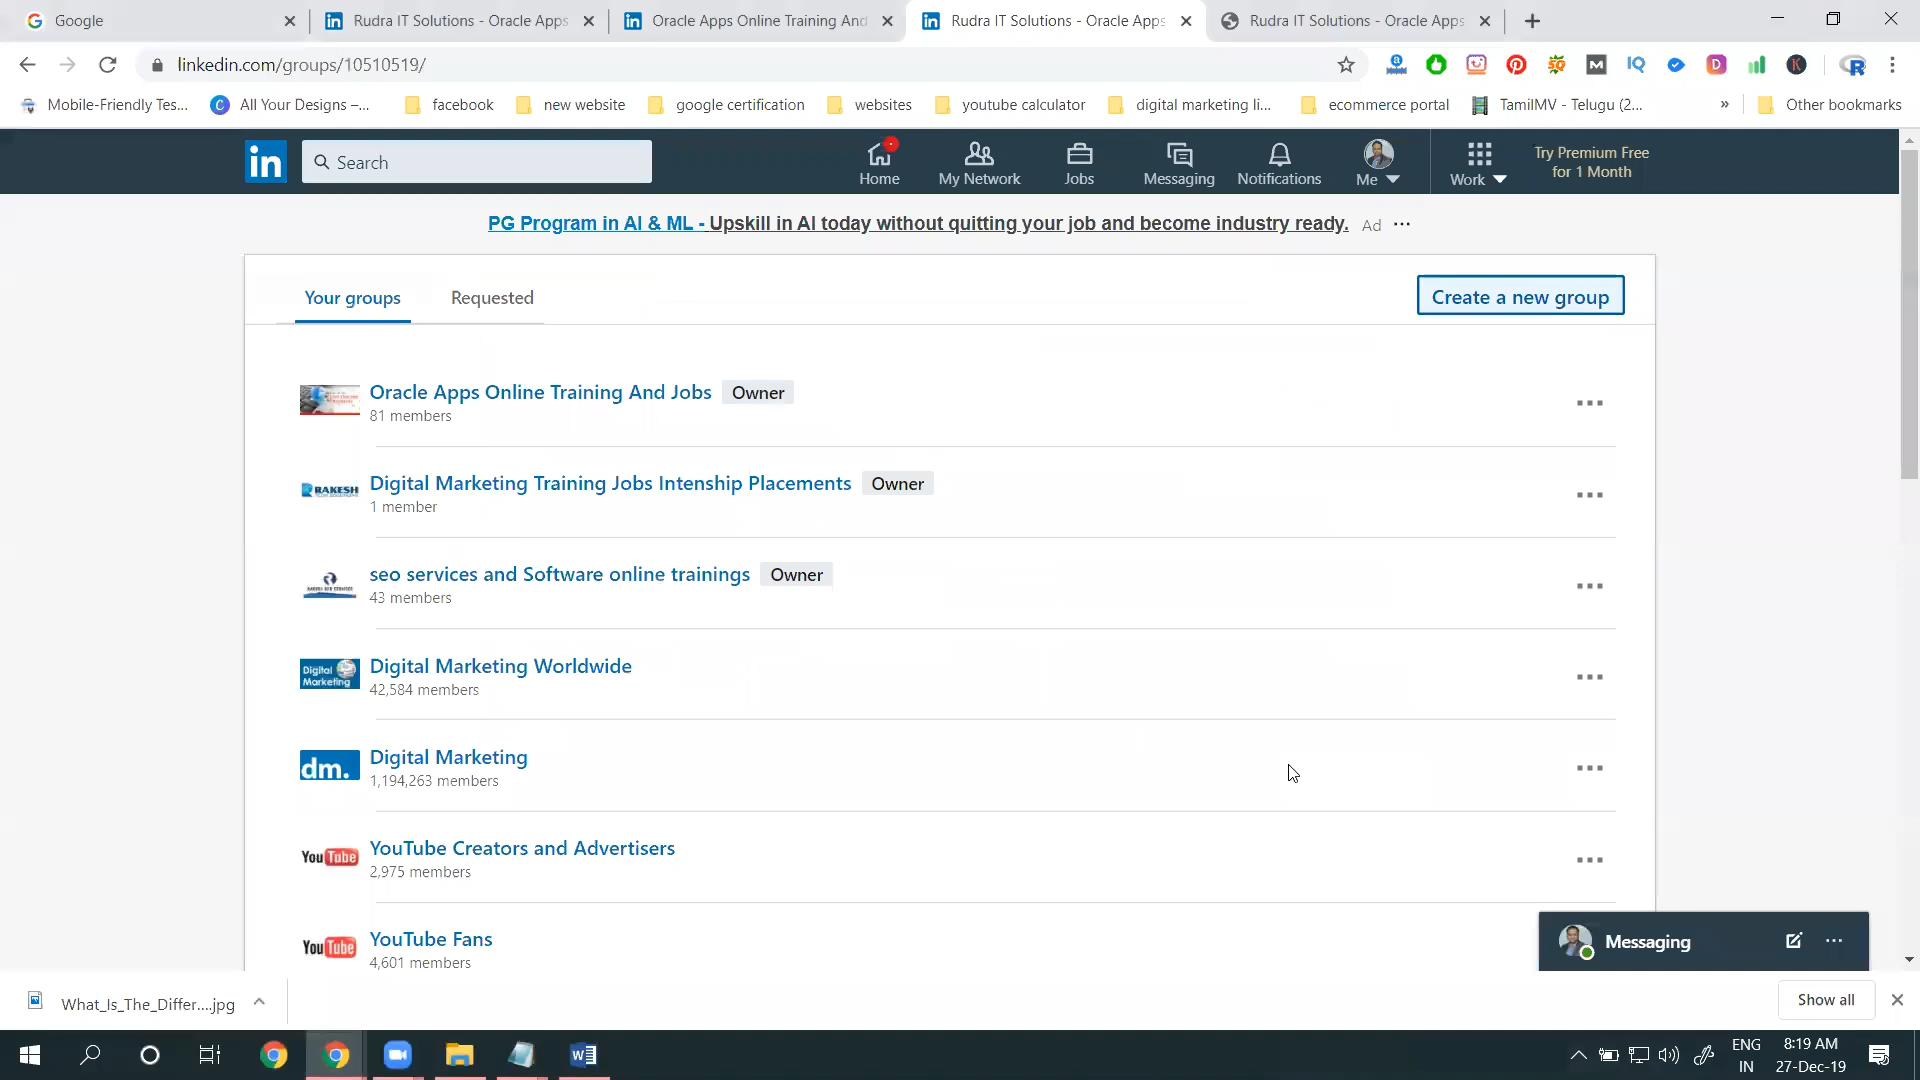 Google
Rudra IT Solutions - Oracle Apps
Oracle Apps Online Training And
Rudra IT Solutions - Oracle Apps
Rudra IT Solutions - Oracle Apps
linkedin.com/groups/10510519/
Mobile-Friendly Tes...
All Your Designs –...
facebook
new website
google certification
websites
youtube calculator
digital marketing li...
ecommerce portal
TamilMV - Telugu (2...
»
Other bookmarks
in
Search
Home
My Network
Jobs
Messaging
Notifications
Me
Work
Try Premium Free
for 1 Month
PG Program in AI & ML - Upskill in AI today without quitting your job and become industry ready. Ad ...
Your groups
Requested
Create a new group
Oracle Apps Online Training And Jobs Owner
81 members
RAKESH
Digital Marketing Training Jobs Intenship Placements Owner
1 member
seo services and Software online trainings Owner
43 members
Digital
Marketing
Digital Marketing Worldwide
42,584 members
dm.
Digital Marketing
1,194,263 members
YouTube
YouTube Creators and Advertisers
2,975 members
YouTube
YouTube Fans
4,601 members
Messaging
What_Is_The_Differ....jpg
Show all
ENG
IN
8:19 AM
27-Dec-19